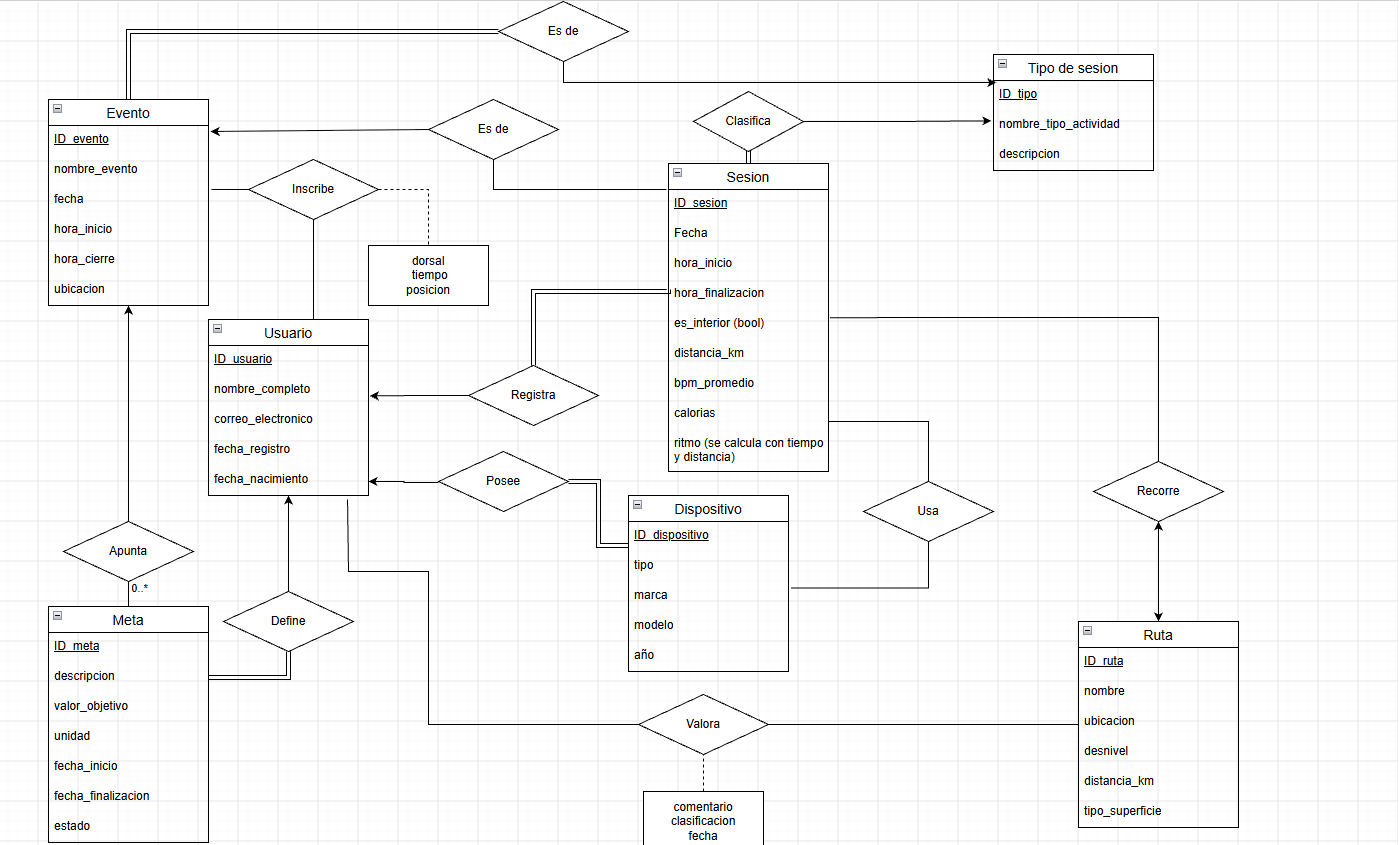 Es de
Tipo de sesion
ID_tipo
nombre_tipo_actividad
descripcion
Evento
ID_evento
nombre_evento
fecha
hora_inicio
hora_cierre
ubicacion
Es de
Clasifica
Inscribe
dorsal
tiempo
posicion
Sesion
ID_sesion
Fecha
hora_inicio
hora_finalizacion
es_interior (bool)
distancia_km
bpm_promedio
calorias
ritmo (se calcula con tiempo
y distancia)
Usuario
ID_usuario
nombre_completo
correo_electronico
fecha_registro
fecha_nacimiento
Registra
Posee
Dispositivo
ID_dispositivo
tipo
marca
modelo
año
Usa
Recorre
Apunta
0..*
Define
Meta
ID_meta
descripcion
valor_objetivo
unidad
fecha_inicio
fecha_finalizacion
estado
Valora
comentario
clasificacion
fecha
Ruta
ID_ruta
nombre
ubicacion
desnivel
distancia_km
tipo_superficie